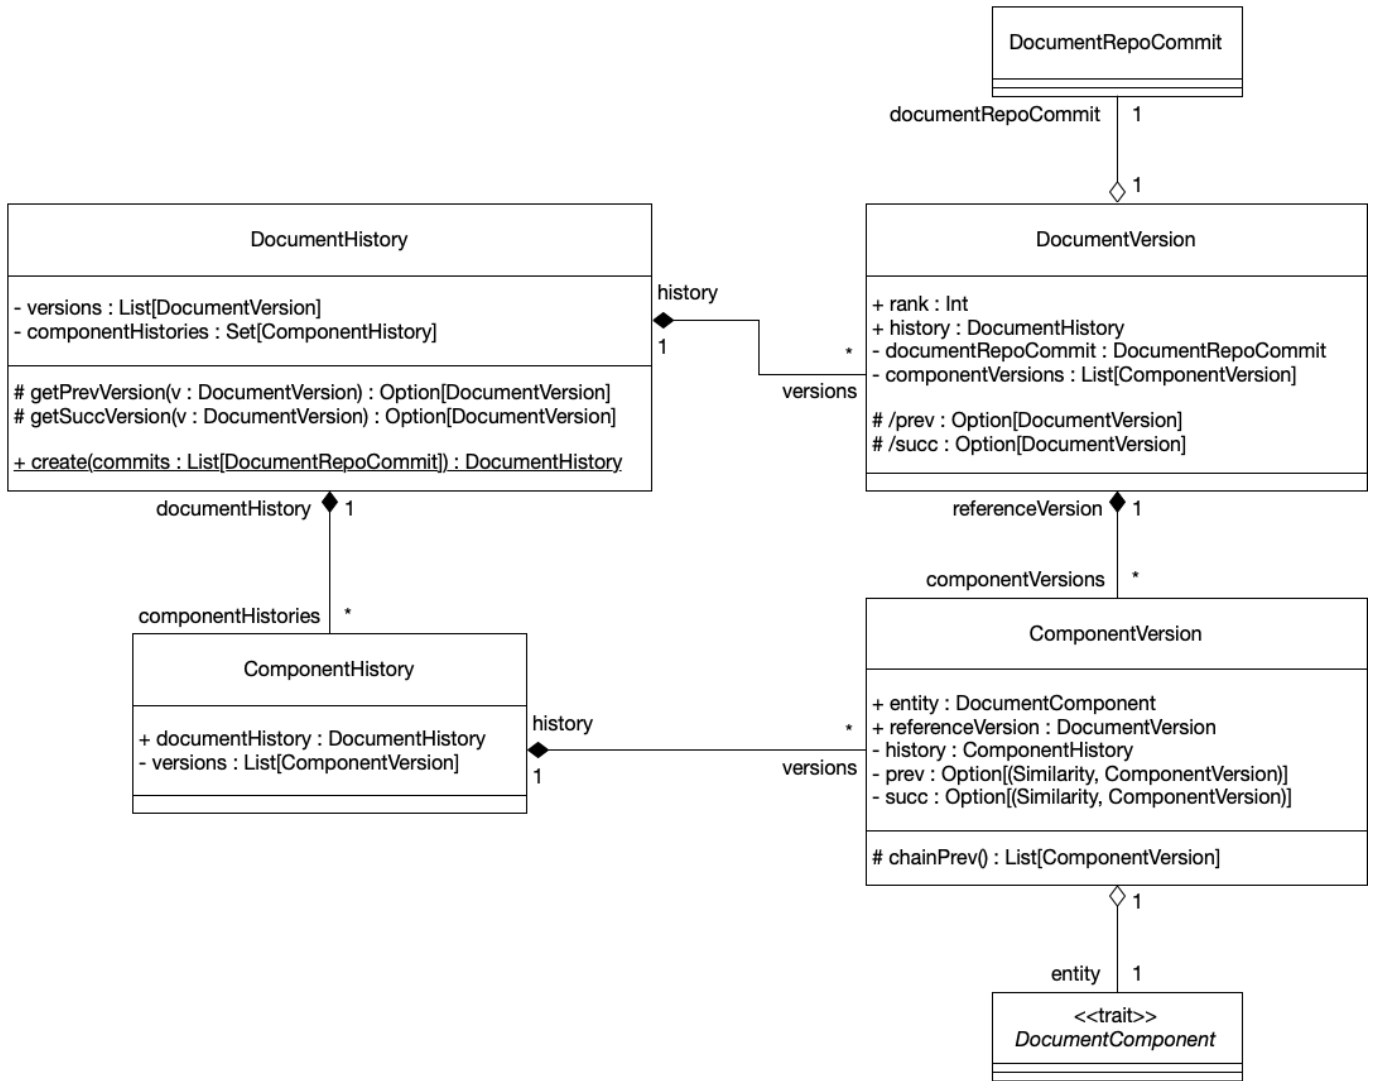 DocumentRepoCommit
documentRepoCommit 1
1
DocumentHistory
- versions : List[DocumentVersion]
- componentHistories : Set[ComponentHistory]
# getPrevVersion(v : DocumentVersion) : Option[DocumentVersion]
# getSuccVersion(v : DocumentVersion) : Option[DocumentVersion]
+ create(commits : List[DocumentRepoCommit]) : DocumentHistory
history
1
*
versions
DocumentVersion
+ rank : Int
+ history : DocumentHistory
- documentRepoCommit : DocumentRepoCommit
- componentVersions : List[ComponentVersion]
# /prev : Option[DocumentVersion]
# /succ : Option[DocumentVersion]
documentHistory 1
componentHistories *
referenceVersion 1
componentVersions *
ComponentHistory
+ documentHistory : DocumentHistory
- versions : List[ComponentVersion]
history
1
*
versions
ComponentVersion
+ entity : DocumentComponent
+ referenceVersion : DocumentVersion
- history : ComponentHistory
- prev : Option[(Similarity, ComponentVersion)]
- succ : Option[(Similarity, ComponentVersion)]
# chainPrev() : List[ComponentVersion]
1
entity 1
<<trait>>
DocumentComponent